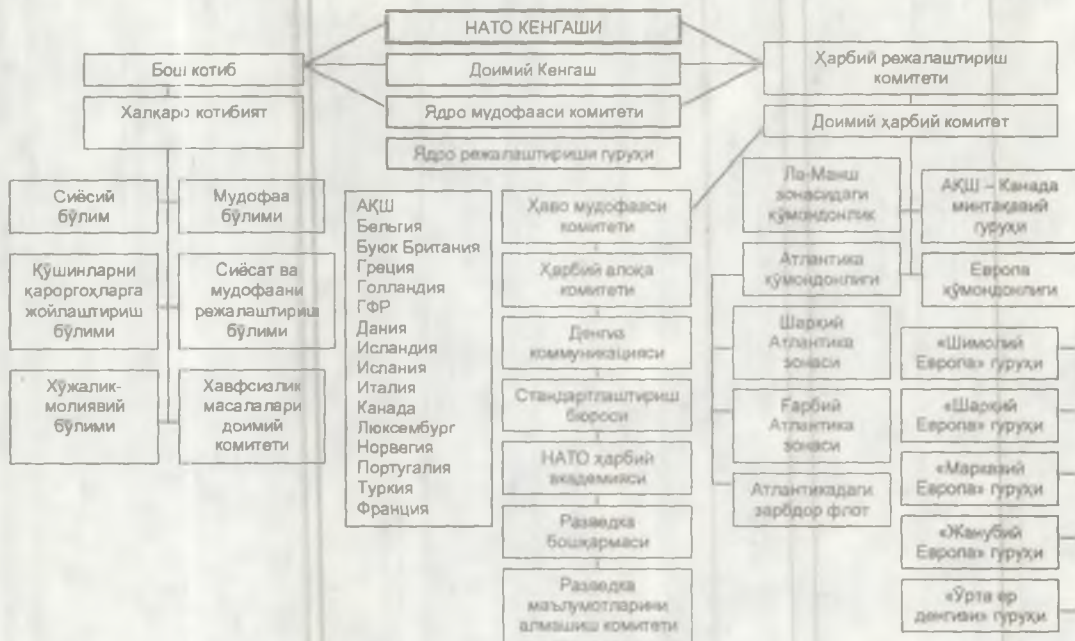 НАТО КЕНГАШИ
Бош котиб
Доимий Кенгаш
Ҳарбий режалаштириш
комитети
Халқаро котибият
Ядро мудофааси комитети
Доимий ҳарбий комитет
Ядро режалаштириши гуруҳи
Сиёсий
бўлим
Мудофаа
бўлими
Қўшинларни
қароргоҳларга
жойлаштириш
бўлими
Сиёсат ва
мудофаани
режалаштириш
бўлими
Хўжалик-
молиявий
бўлими
Хавфсизлик
масалалари
доимий
комитети
АҚШ
Бельгия
Буюк Британия
Греция
Голландия
ГФР
Дания
Исландия
Испания
Италия
Канада
Люксембург
Норвегия
Португалия
Туркия
Франция
Ҳаво мудофааси
комитети
Ҳарбий алоқа
комитети
Денгиз
коммуникацияси
Стандартлаштириш
бюроси
НАТО ҳарбий
академияси
Разведка
бошқармаси
Разведка
маълумотларини
алмашиш комитети
Ла-Манш
зонасидаги
қўмондонлик
Атлантика
қўмондонлиги
Шарқий
Атлантика
зонаси
Ғарбий
Атлантика
зонаси
Атлантикадаги
зарбдор флот
АҚШ – Канада
минтақавий
гуруҳи
Европа
қўмондонлиги
«Шимолий
Европа» гуруҳи
«Шарқий
Европа» гуруҳи
«Марказий
Европа» гуруҳи
«Жанубий
Европа» гуруҳи
«Ўрта ер
денгизи» гуруҳи